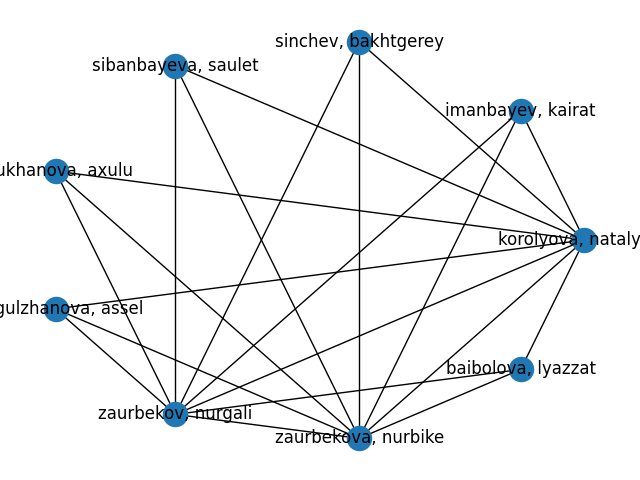 sinchev, bakhtgerey
sibanbayeva, saulet
imanbayev, kairat
ukhanova, axulu
korolyova, nataly
gulzhanova, assel
baibolova, lyazzat
zaurbekov, nurgali
zaurbekova, nurbike